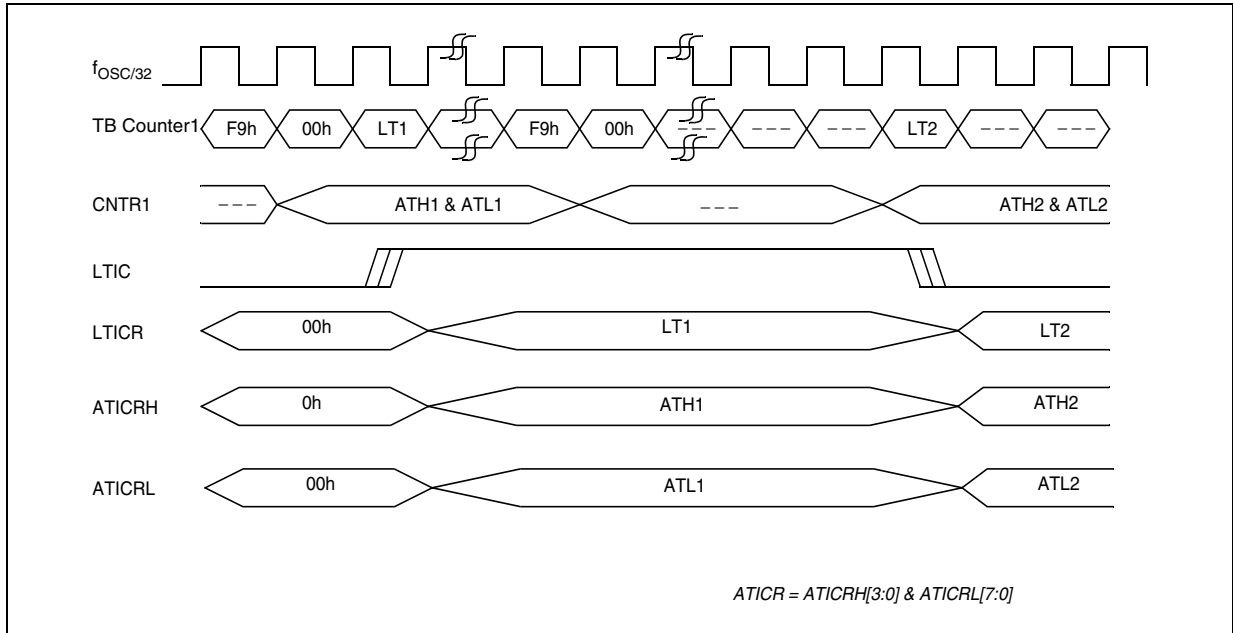 fOSC/32
TB Counter1 F9h 00h LT1 F9h 00h --- --- --- LT2 --- ---
CNTR1 --- ATH1 & ATL1 --- ATH2 & ATL2
LTIC
LTICR 00h LT1 LT2
ATICRH 0h ATH1 ATH2
ATICRL 00h ATL1 ATL2
ATICR = ATICRH[3:0] & ATICRL[7:0]